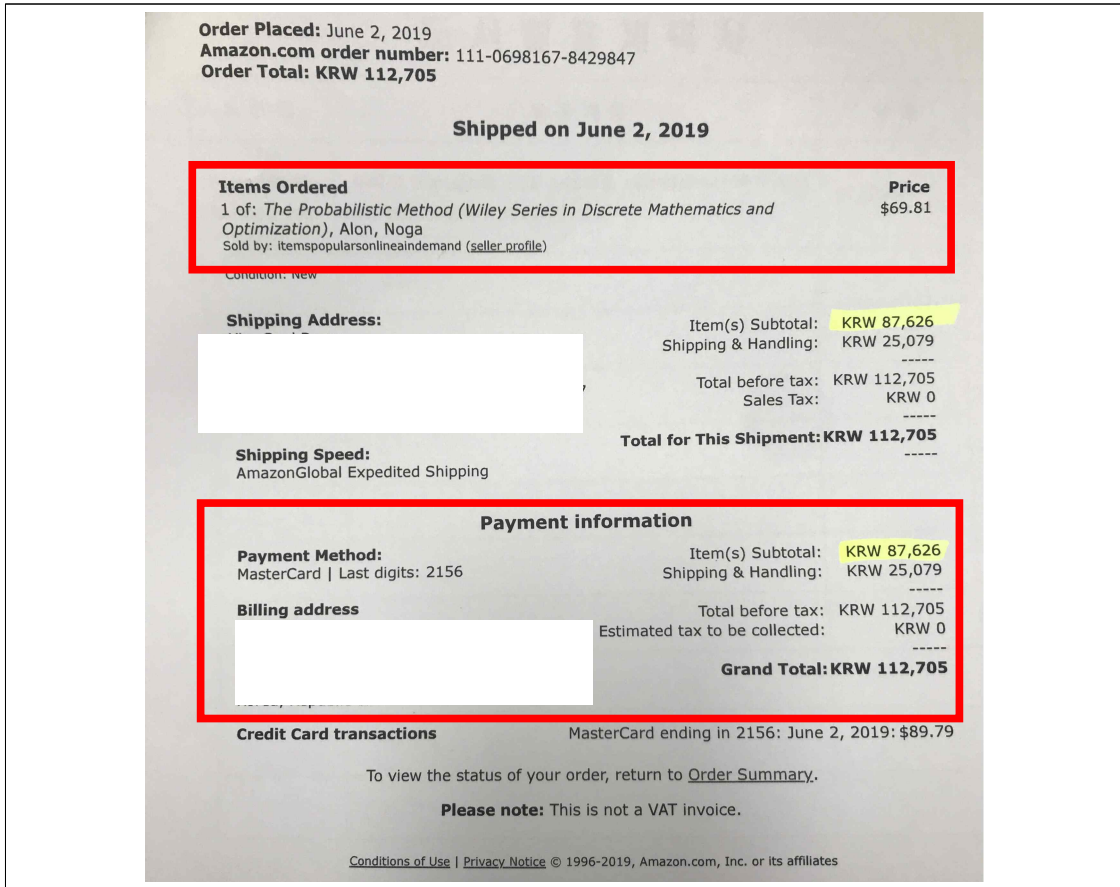 Order Placed: June 2, 2019
Amazon.com order number: 111-0698167-8429847
Order Total: KRW 112,705
Shipped on June 2, 2019
Items Ordered Price
1 of: The Probabilistic Method (Wiley Series in Discrete Mathematics and $69.81
Optimization), Alon, Noga
Sold by: itemspopularsonlineaindemand (seller profile)
Condition: New
Shipping Address:
Item(s) Subtotal: KRW 87,626
Shipping & Handling: KRW 25,079
-----
Total before tax: KRW 112,705
Sales Tax: KRW 0
-----
Total for This Shipment: KRW 112,705
-----
Shipping Speed:
AmazonGlobal Expedited Shipping
Payment information
Payment Method:
MasterCard | Last digits: 2156
Billing address
Item(s) Subtotal: KRW 87,626
Shipping & Handling: KRW 25,079
-----
Total before tax: KRW 112,705
Estimated tax to be collected: KRW 0
-----
Grand Total: KRW 112,705
Credit Card transactions MasterCard ending in 2156: June 2, 2019: $89.79
To view the status of your order, return to Order Summary.
Please note: This is not a VAT invoice.
Conditions of Use | Privacy Notice © 1996-2019, Amazon.com, Inc. or its affiliates